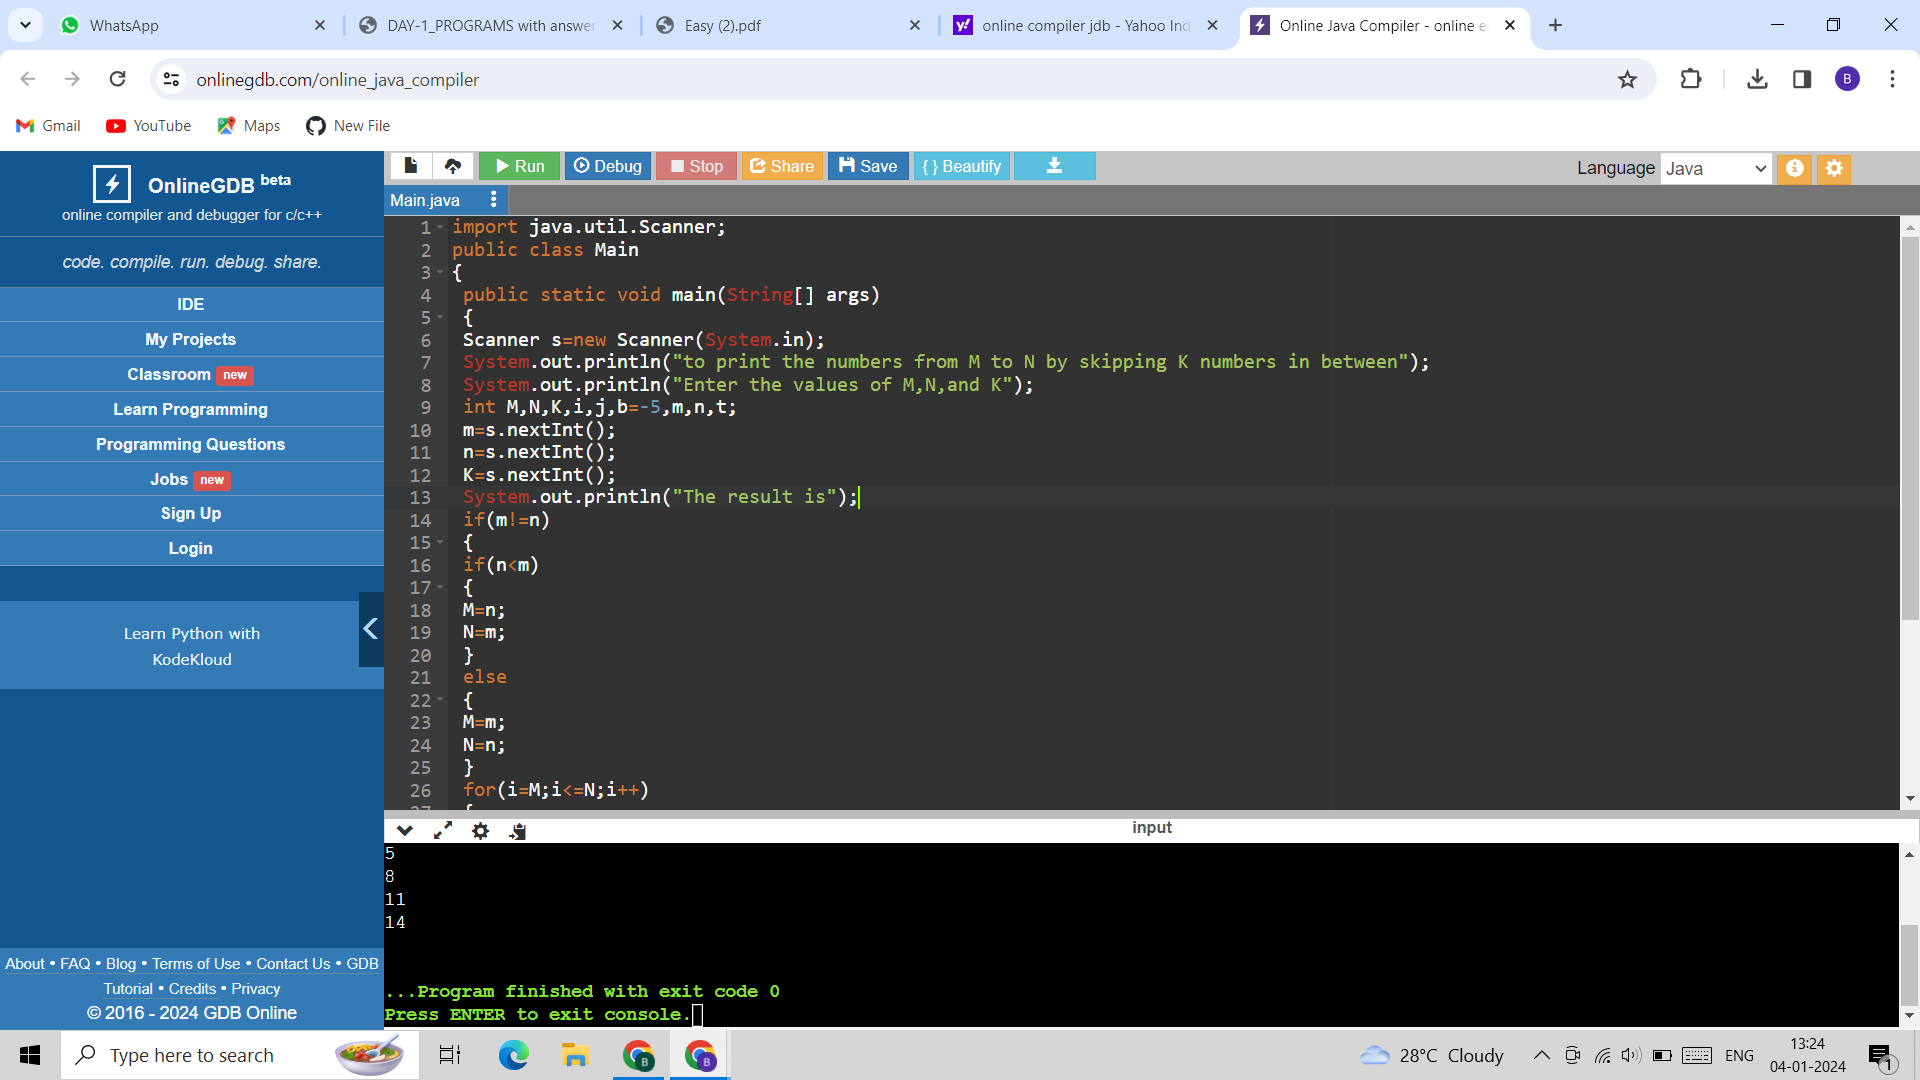 WhatsApp
DAY-1_PROGRAMS with answer
Easy (2).pdf
online compiler jdb - Yahoo Ind
Online Java Compiler - online e
onlinegdb.com/online_java_compiler
B
Gmail
YouTube
Maps
New File
OnlineGDB beta
online compiler and debugger for c/c++
code. compile. run. debug. share.
IDE
My Projects
Classroom new
Learn Programming
Programming Questions
Jobs new
Sign Up
Login
Learn Python with
KodeKloud
About • FAQ • Blog • Terms of Use • Contact Us • GDB
Tutorial • Credits • Privacy
© 2016 - 2024 GDB Online
Run
Debug
Stop
Share
Save
{ } Beautify
Language
Java
Main.java
1 import java.util.Scanner;
2 public class Main
3 {
4 public static void main(String[] args)
5 {
6 Scanner s=new Scanner(System.in);
7 System.out.println("to print the numbers from M to N by skipping K numbers in between");
8 System.out.println("Enter the values of M,N,and K");
9 int M,N,K,i,j,b=-5,m,n,t;
10 m=s.nextInt();
11 n=s.nextInt();
12 K=s.nextInt();
13 System.out.println("The result is");
14 if(m!=n)
15 {
16 if(n<m)
17 {
18 M=n;
19 N=m;
20 }
21 else
22 {
23 M=m;
24 N=n;
25 }
26 for(i=M;i<=N;i++)
27 {
input
5
8
11
14
...Program finished with exit code 0
Press ENTER to exit console.
Type here to search
B
B
28°C Cloudy
ENG
13:24
04-01-2024
1